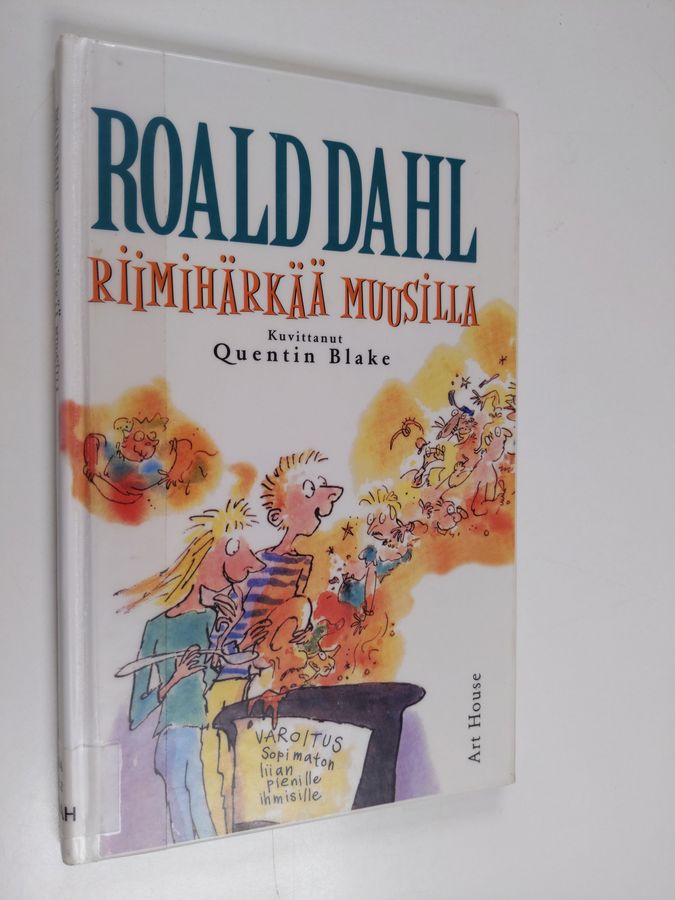 ROALD DAHL
RIIMIHÄRKÄÄ MUUSILLA
Kuvittanut
Quentin Blake
VAROITUS
Sopimaton
liian
pienille
ihmisille
Art House